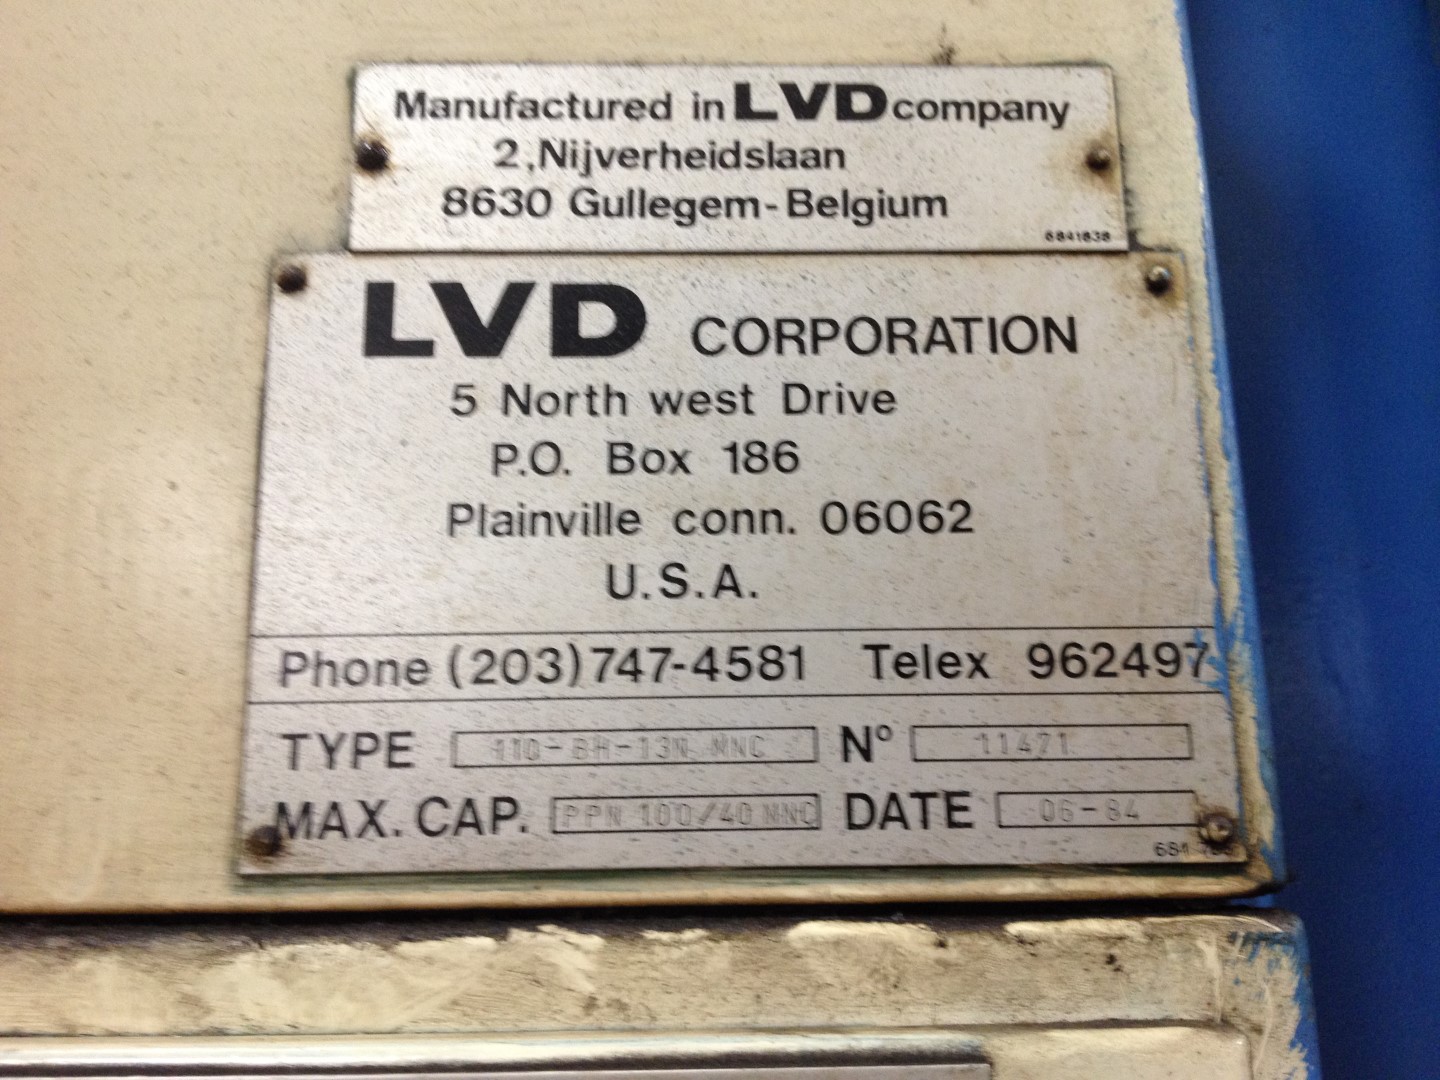 Manufactured in LVD company
2,Nijverheidslaan
8630 Gullegem-Belgium
6841838
LVD CORPORATION
5 North west Drive
P.O. Box 186
Plainville conn. 06062
U.S.A.
Phone (203)747-4581 Telex 962497
TYPE 110-BH-13N MNC N° 11471
MAX. CAP. PPN 100/40 MNC DATE 06-84